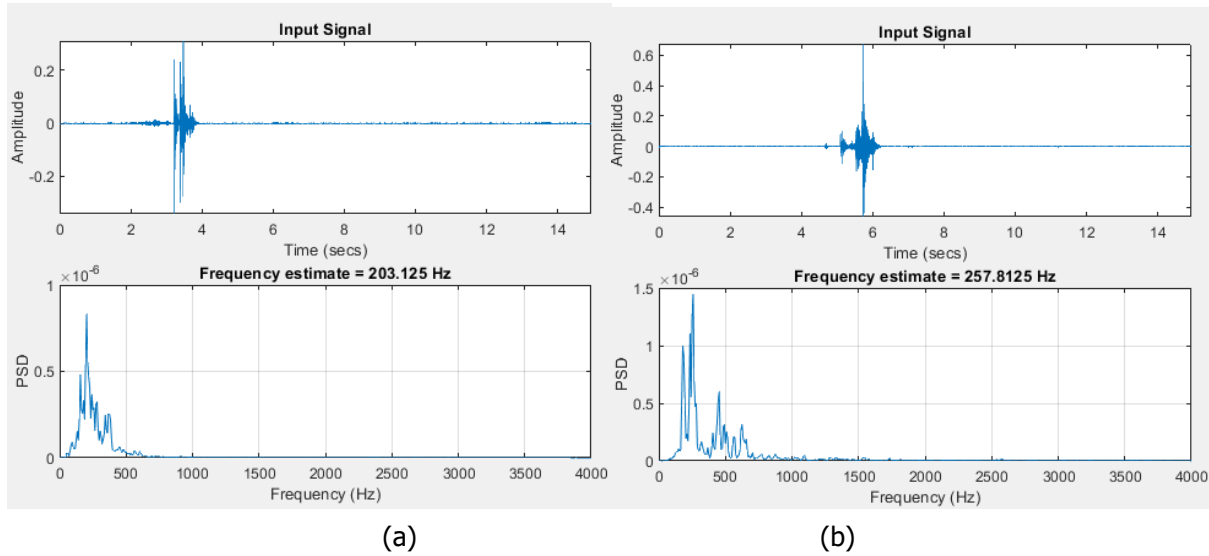 Input Signal
0.2
0
-0.2
Amplitude
0 2 4 6 8 10 12 14
Time (secs)
×10⁻⁶ Frequency estimate = 203.125 Hz
1
0.5
0
PSD
0 500 1000 1500 2000 2500 3000 3500 4000
Frequency (Hz)
(a)
Input Signal
0.6
0.4
0.2
0
-0.2
-0.4
Amplitude
0 2 4 6 8 10 12 14
Time (secs)
×10⁻⁶ Frequency estimate = 257.8125 Hz
1.5
1
0.5
0
PSD
0 500 1000 1500 2000 2500 3000 3500 4000
Frequency (Hz)
(b)